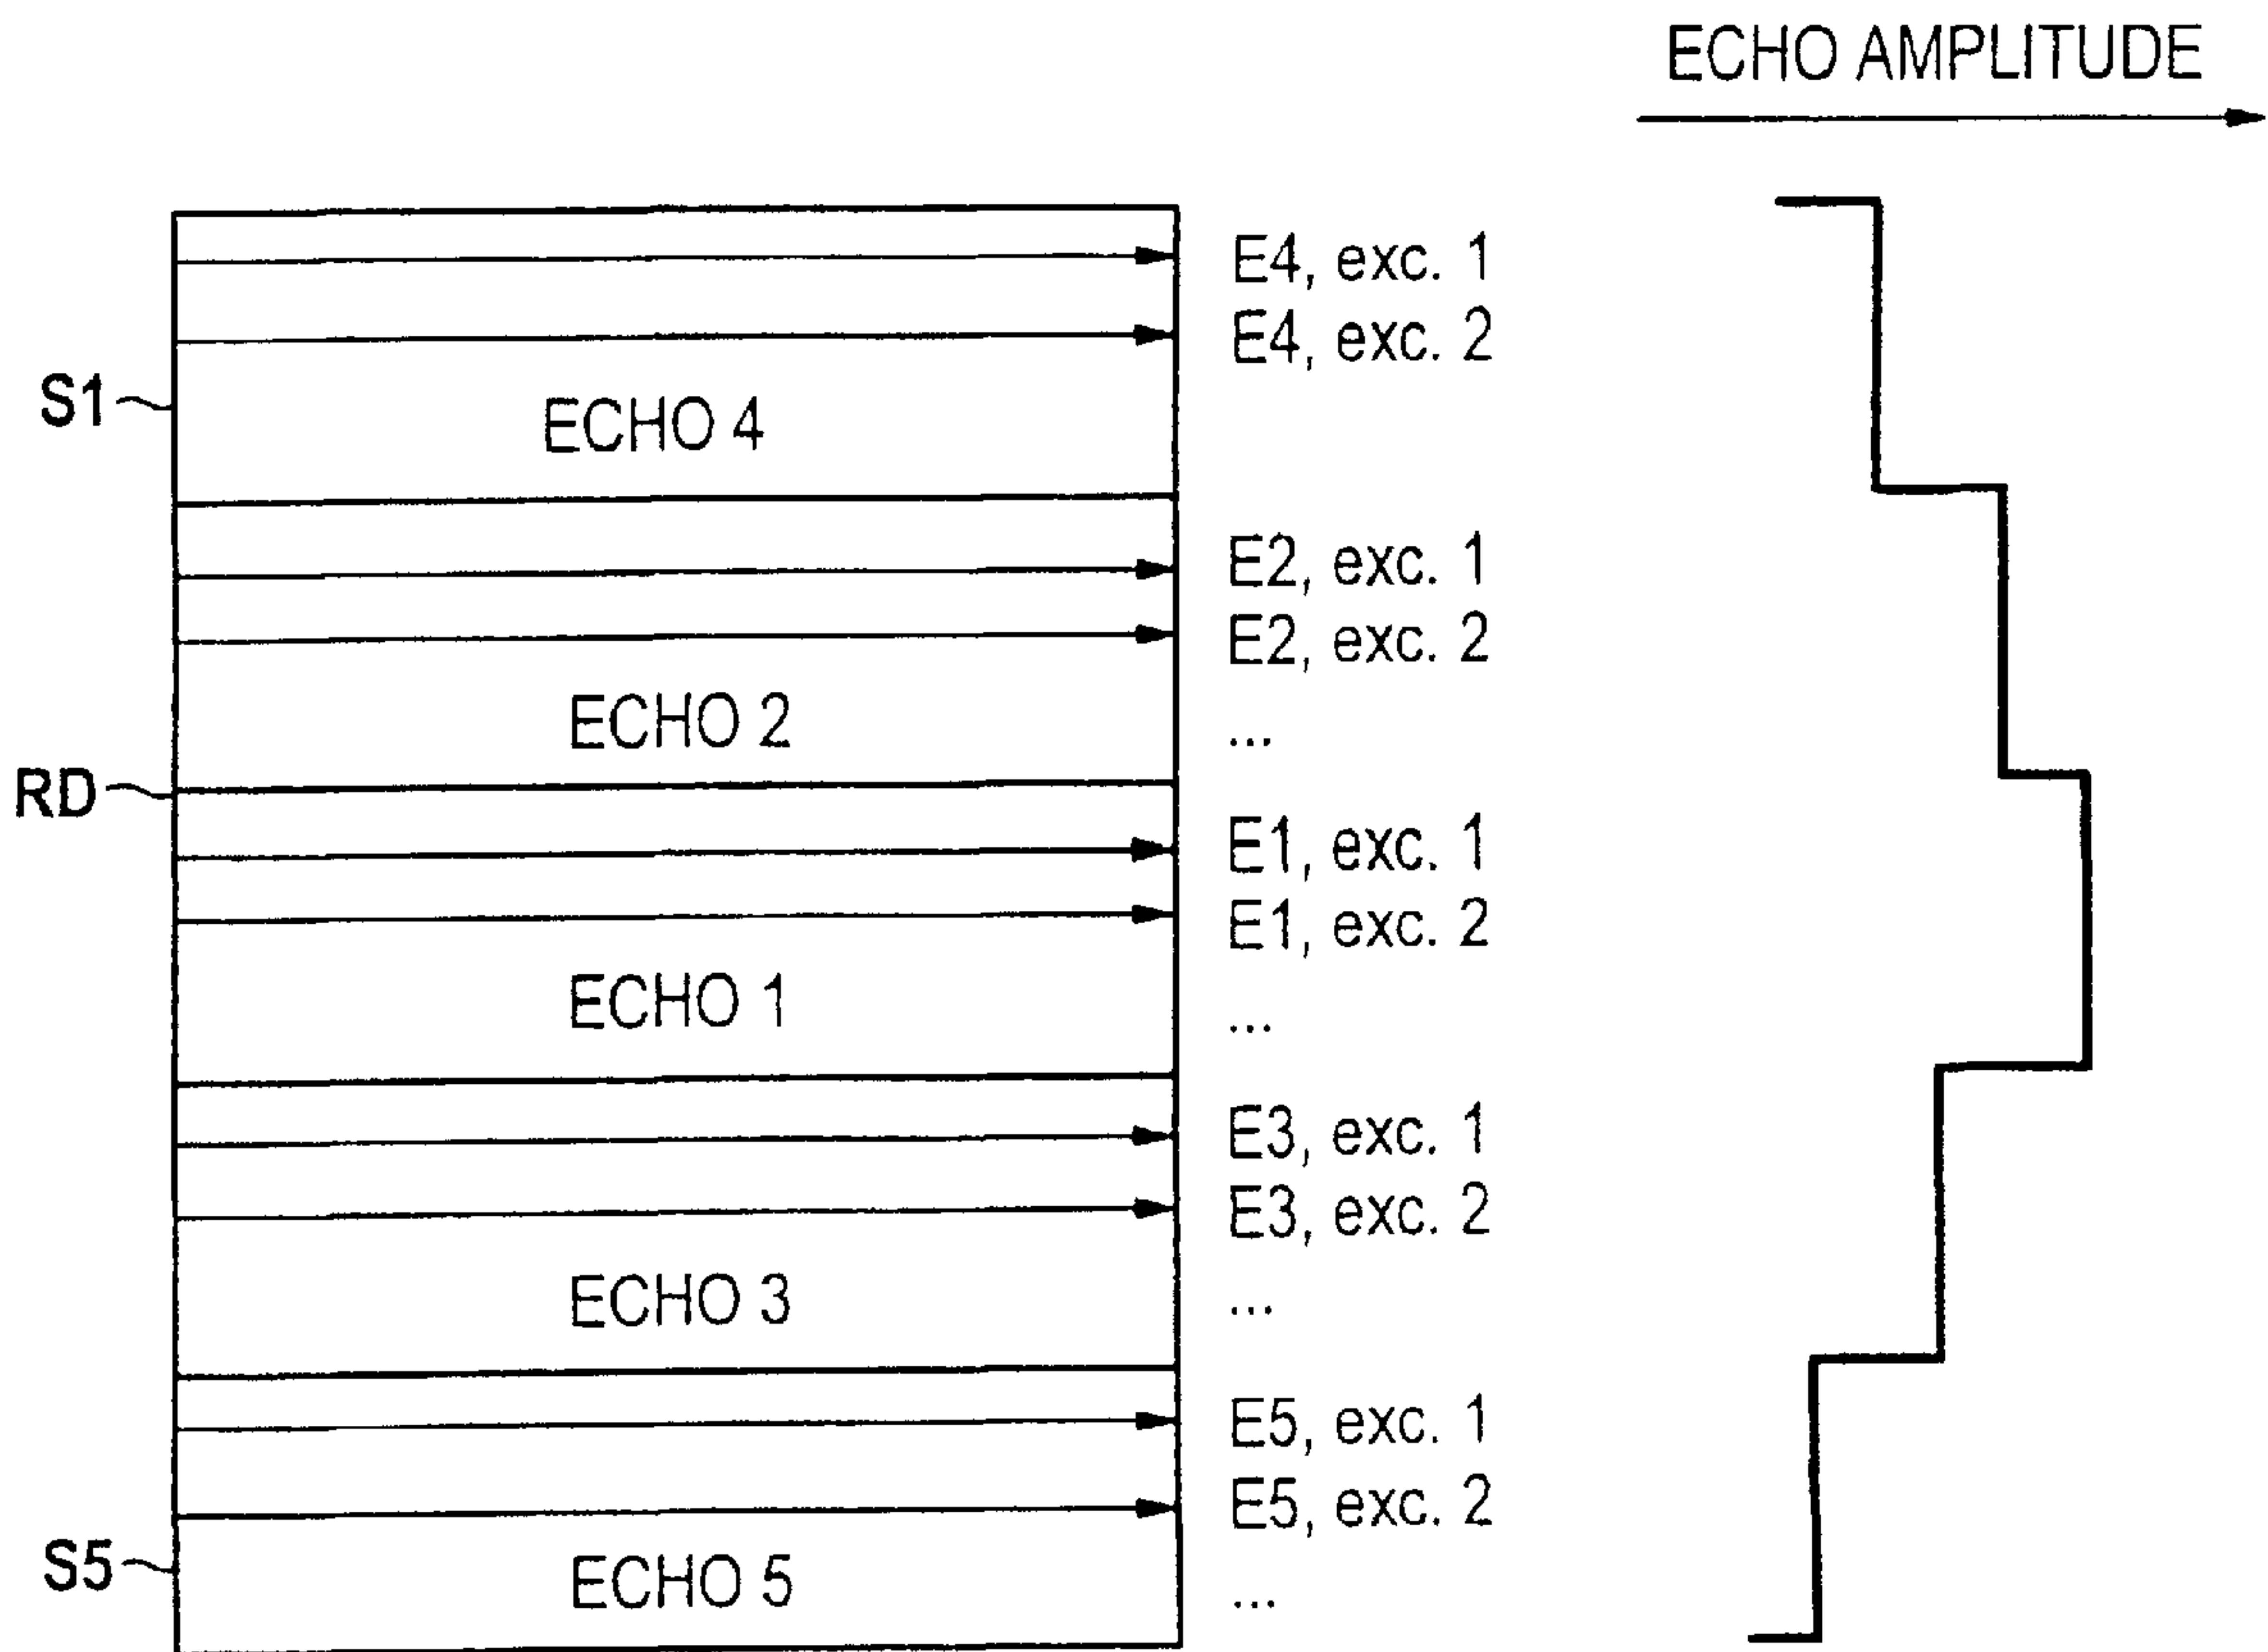 ECHO AMPLITUDE
E4, exc. 1
E4, exc. 2
S1
ECHO 4
E2, exc. 1
E2, exc. 2
ECHO 2
...
RD
E1, exc. 1
E1, exc. 2
ECHO 1
...
E3, exc. 1
E3, exc. 2
ECHO 3
...
E5, exc. 1
E5, exc. 2
S5
ECHO 5
...